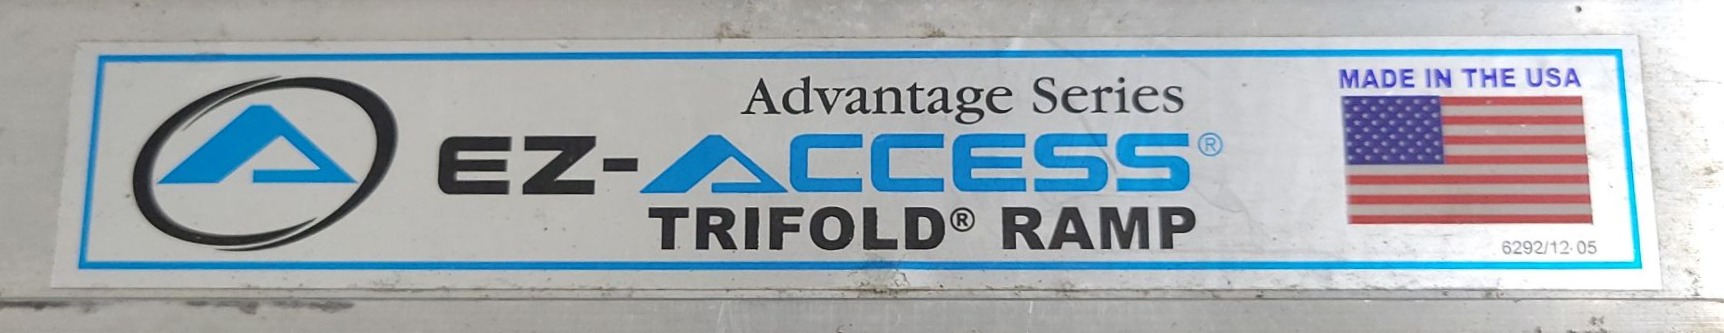 Advantage Series
EZ-ACCESS®
TRIFOLD® RAMP
MADE IN THE USA
6292/12-05